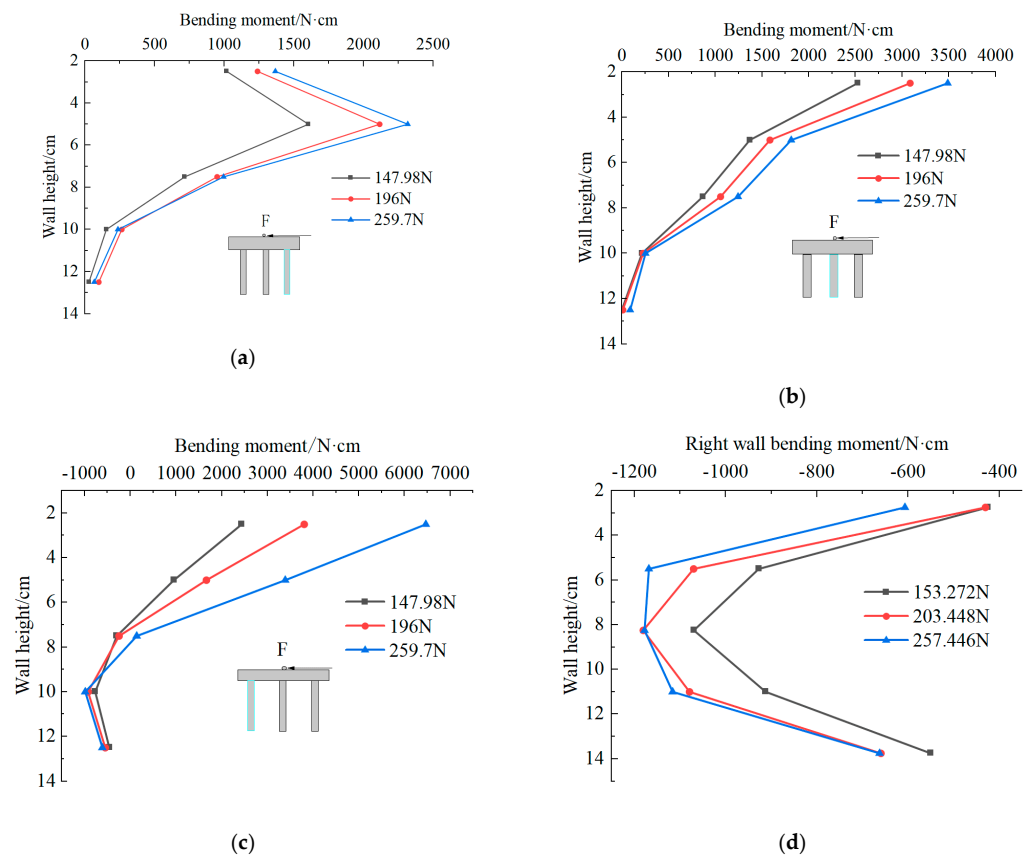 Bending moment/N·cm
0 500 1000 1500 2000 2500
2
4
6
8
10
12
14
Wall height/cm
147.98N
196N
259.7N
F
(a)
Bending moment/N·cm
0 500 1000 1500 2000 2500 3000 3500 4000
2
4
6
8
10
12
14
Wall height/cm
147.98N
196N
259.7N
F
(b)
Bending moment/N·cm
-1000 0 1000 2000 3000 4000 5000 6000 7000
2
4
6
8
10
12
14
Wall height/cm
147.98N
196N
259.7N
F
(c)
Right wall bending moment/N·cm
-1200 -1000 -800 -600 -400
2
4
6
8
10
12
14
Wall height/cm
153.272N
203.448N
257.446N
(d)